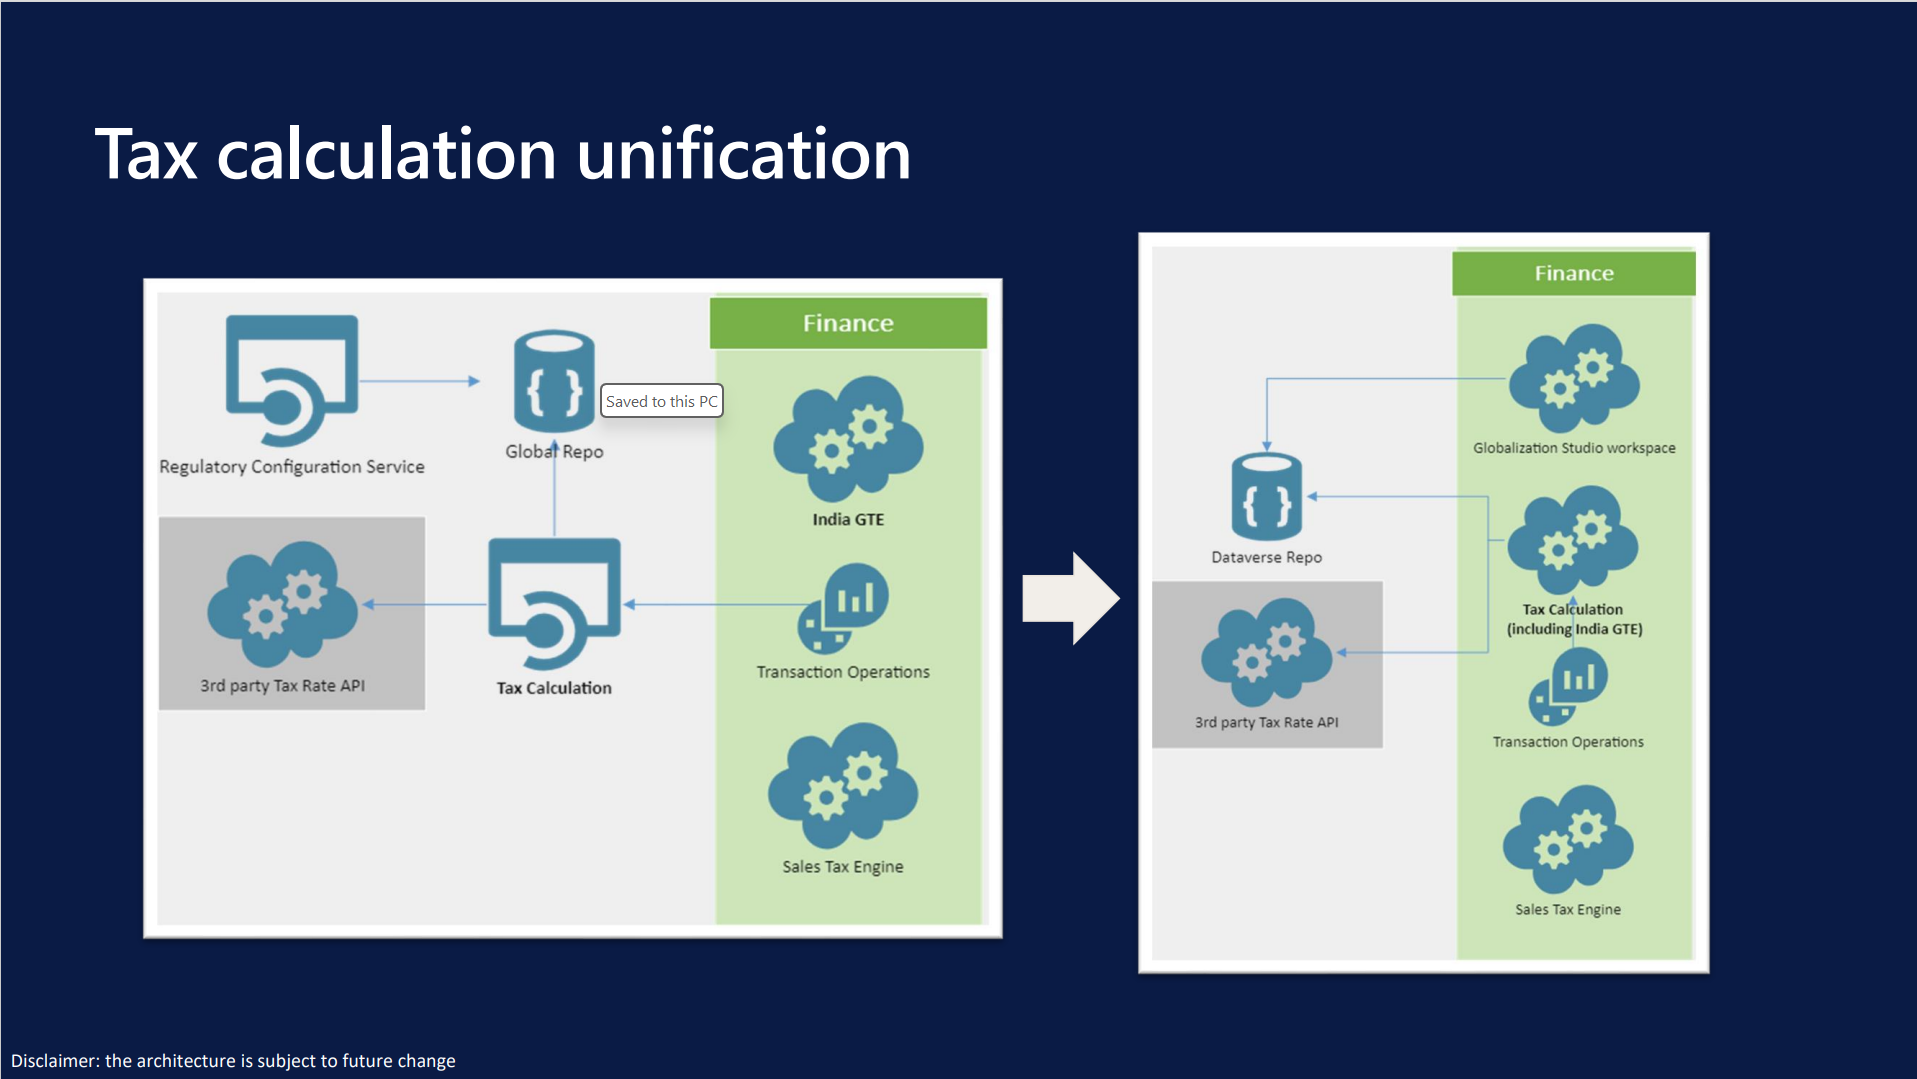 Tax calculation unification
Finance
Regulatory Configuration Service
Global Repo
Saved to this PC
India GTE
3rd party Tax Rate API
Tax Calculation
Transaction Operations
Sales Tax Engine
Finance
Globalization Studio workspace
Dataverse Repo
Tax Calculation
(including India GTE)
3rd party Tax Rate API
Transaction Operations
Sales Tax Engine
Disclaimer: the architecture is subject to future change